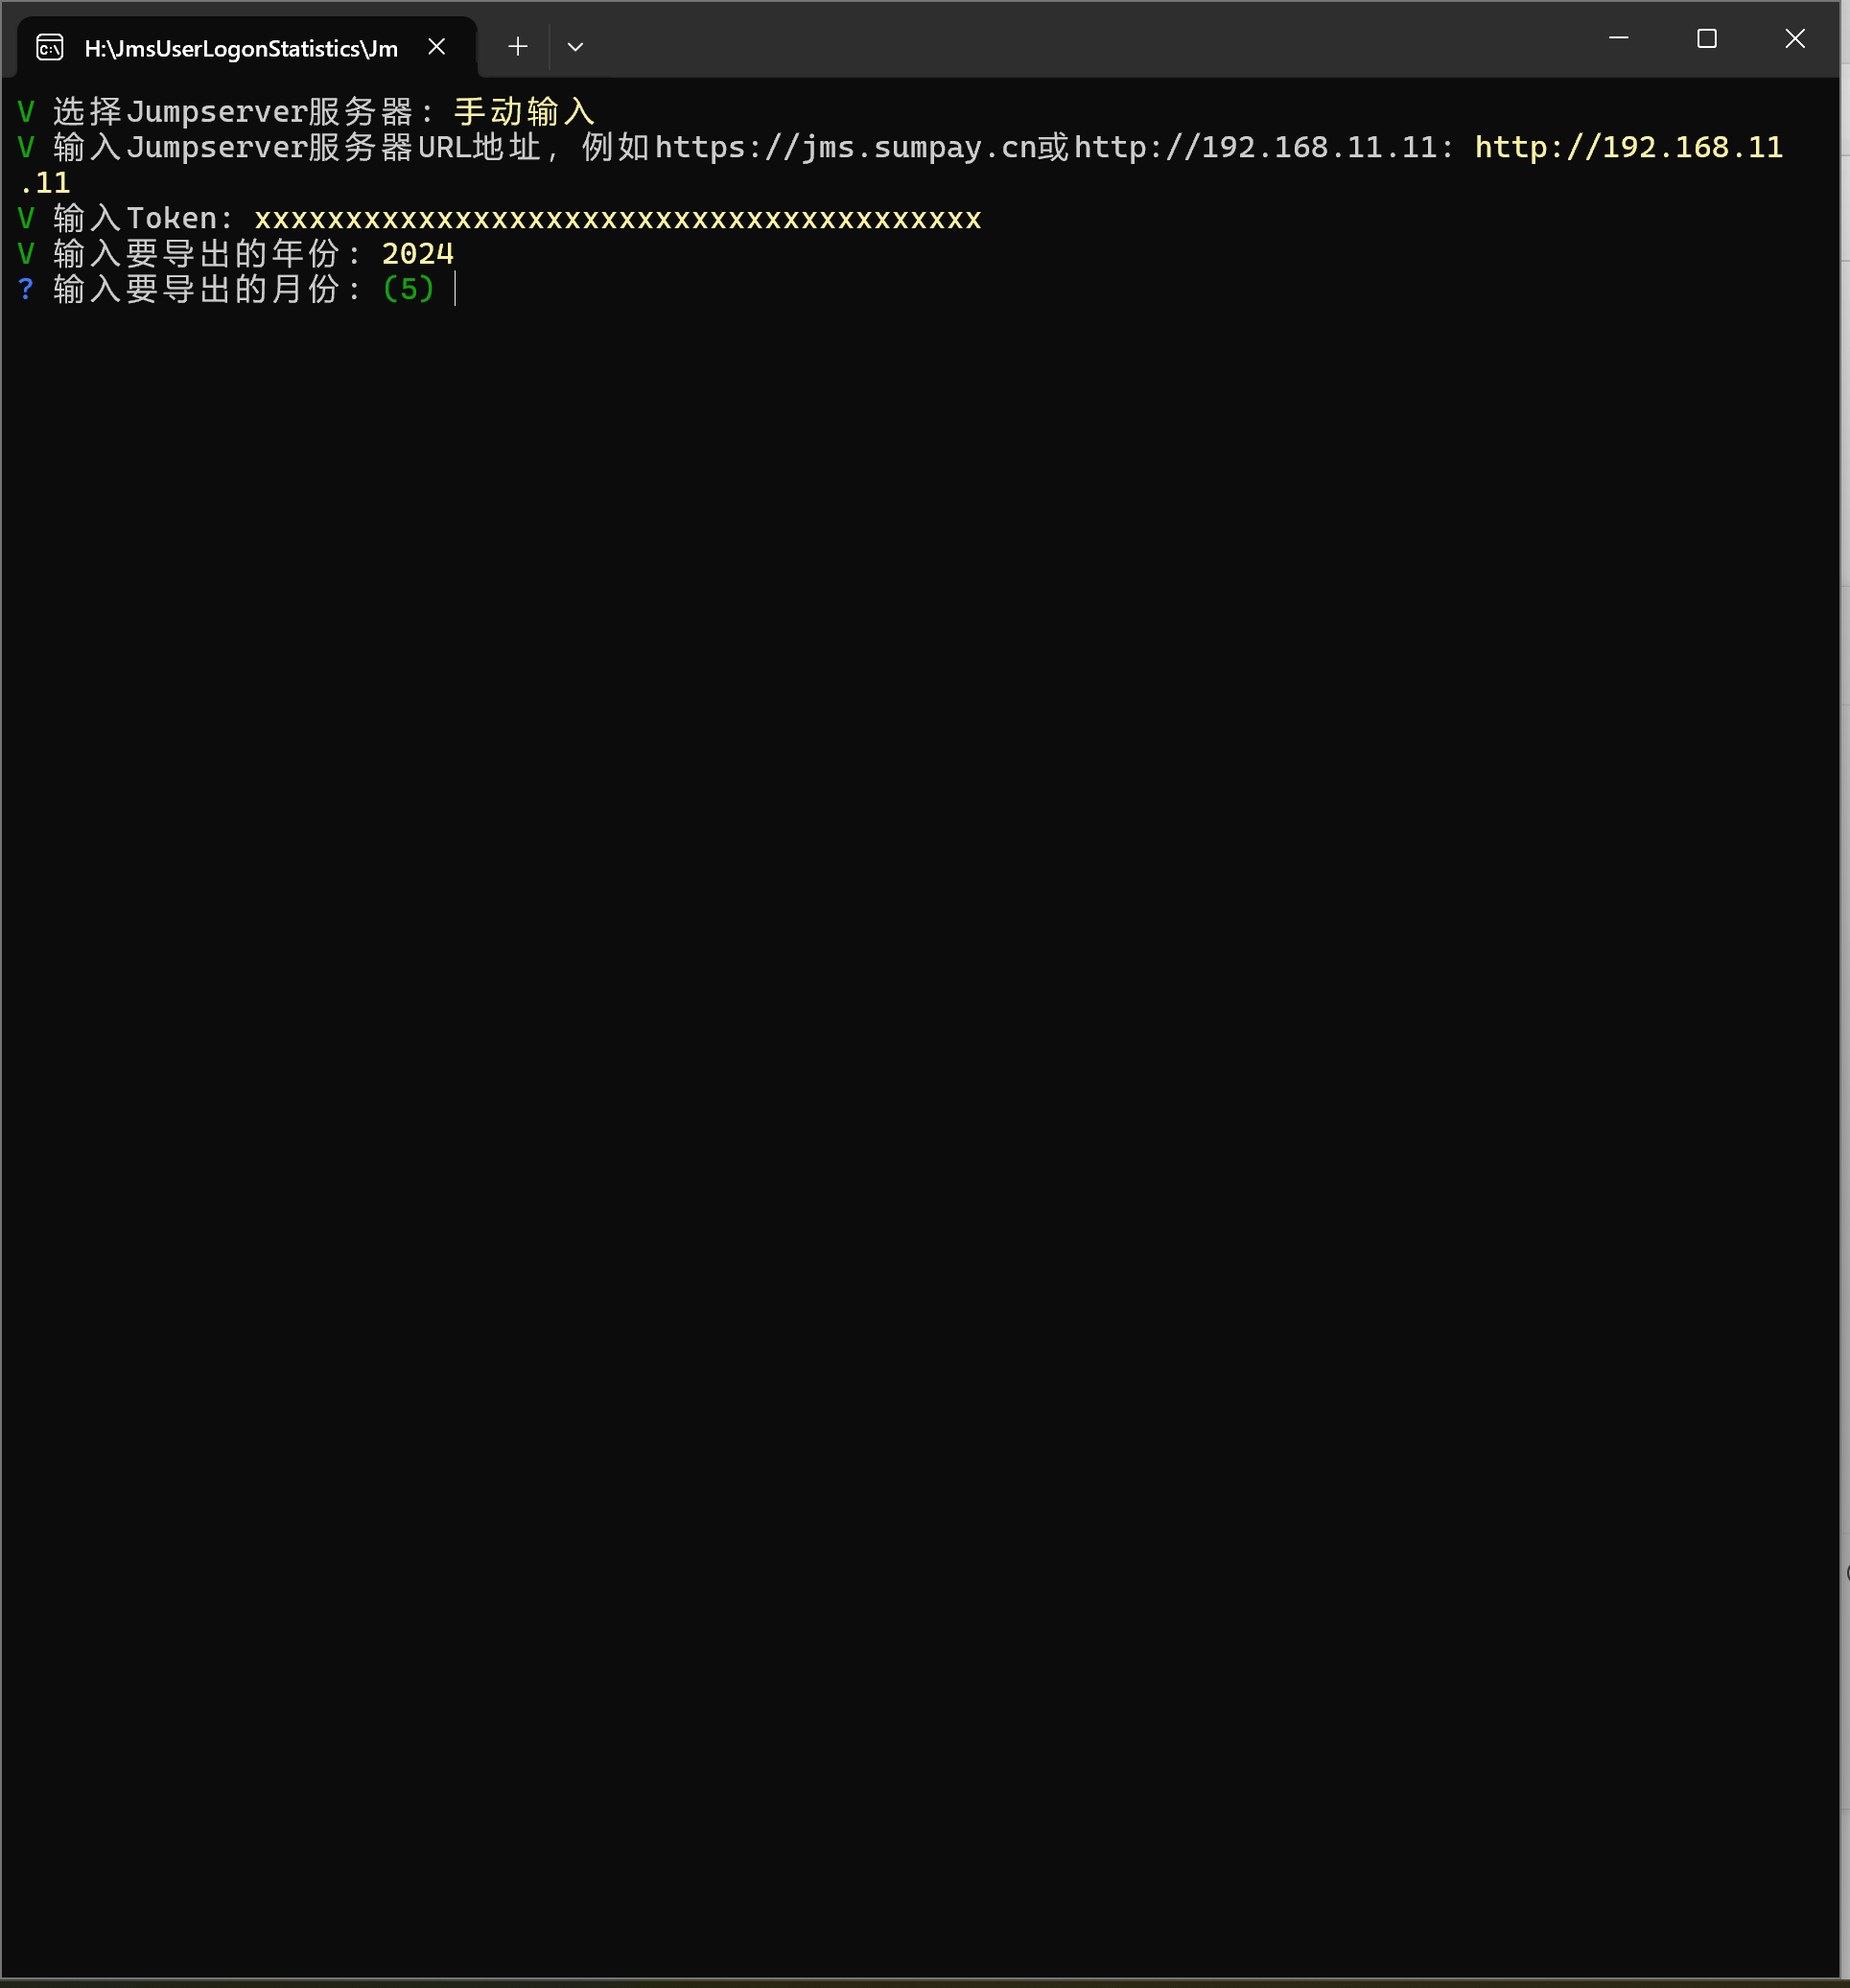 H:\JmsUserLogonStatistics\Jm
V 选择Jumpserver服务器: 手动输入
V 输入Jumpserver服务器URL地址, 例如https://jms.sumpay.cn或http://192.168.11.11: http://192.168.11
.11
V 输入Token: xxxxxxxxxxxxxxxxxxxxxxxxxxxxxxxxxxxxxxxx
V 输入要导出的年份: 2024
? 输入要导出的月份: (5)